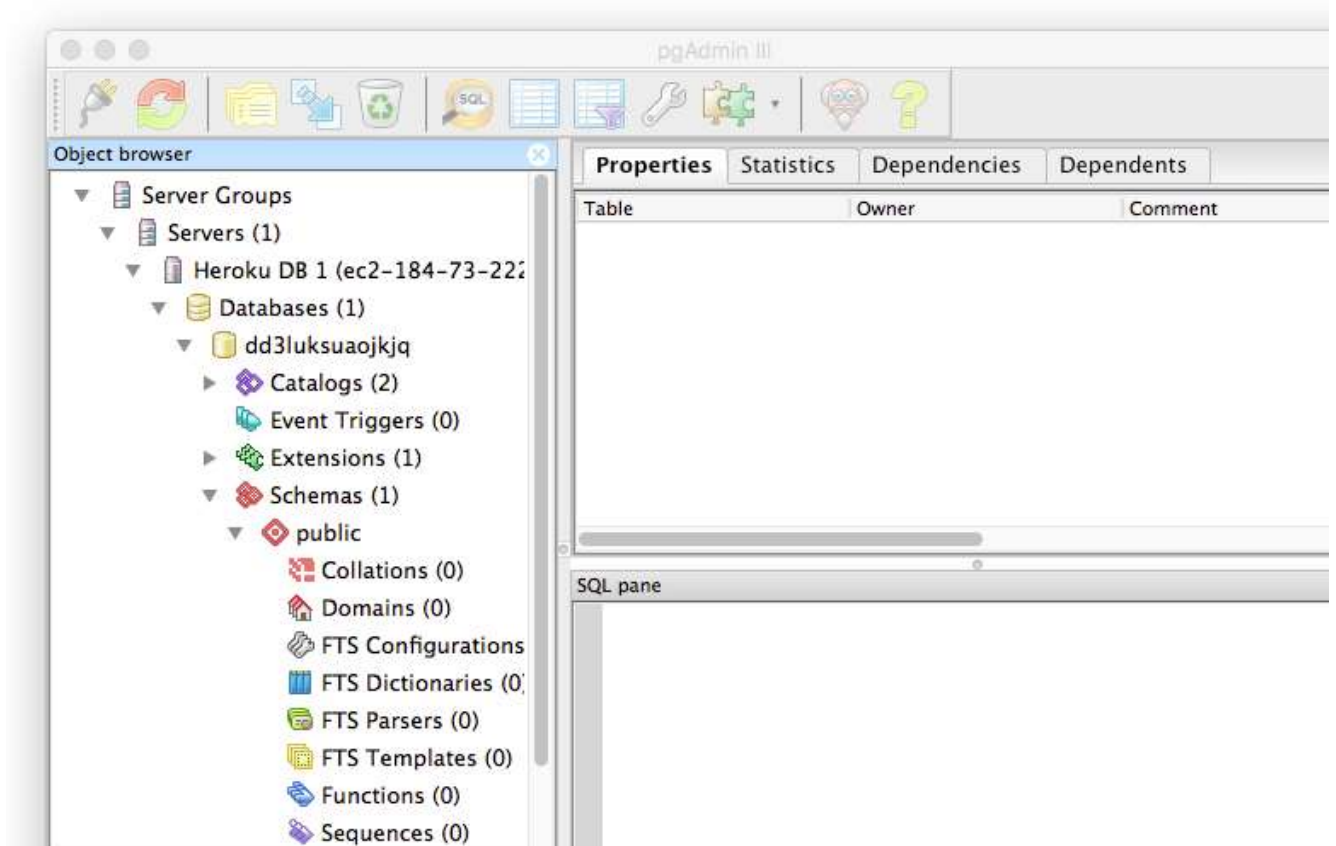 pgAdmin III
SQL
Object browser
Properties Statistics Dependencies Dependents
Table Owner Comment
Server Groups
Servers (1)
Heroku DB 1 (ec2-184-73-222
Databases (1)
dd3luksuaojkjq
Catalogs (2)
Event Triggers (0)
Extensions (1)
Schemas (1)
public
Collations (0)
Domains (0)
FTS Configurations
FTS Dictionaries (0)
FTS Parsers (0)
FTS Templates (0)
Functions (0)
Sequences (0)
SQL pane